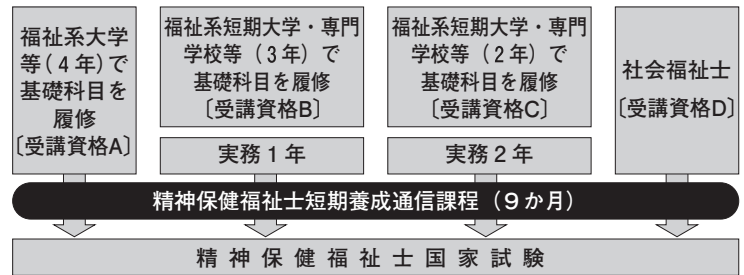 福祉系大学
等(4年)で
基礎科目を
履修
〔受講資格A〕
福祉系短期大学・専門
学校等(3年)で
基礎科目を履修
〔受講資格B〕
実務1年
福祉系短期大学・専門
学校等(2年)で
基礎科目を履修
〔受講資格C〕
実務2年
社会福祉士
〔受講資格D〕
精神保健福祉士短期養成通信課程(9か月)
精神保健福祉士国家試験